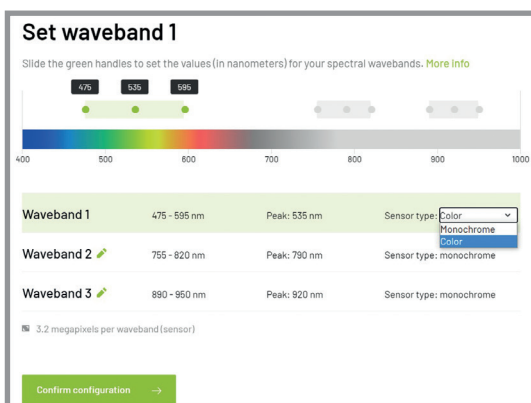 Set waveband 1
Slide the green handles to set the values (in nanometers) for your spectral wavebands. More info
475 535 595
400 500 600 700 800 900 1000
Waveband 1 475 - 595 nm Peak: 535 nm Sensor type: Color
Monochrome
Color
Waveband 2 755 - 820 nm Peak: 790 nm Sensor type: monochrome
Waveband 3 890 - 950 nm Peak: 920 nm Sensor type: monochrome
3.2 megapixels per waveband (sensor)
Confirm configuration →